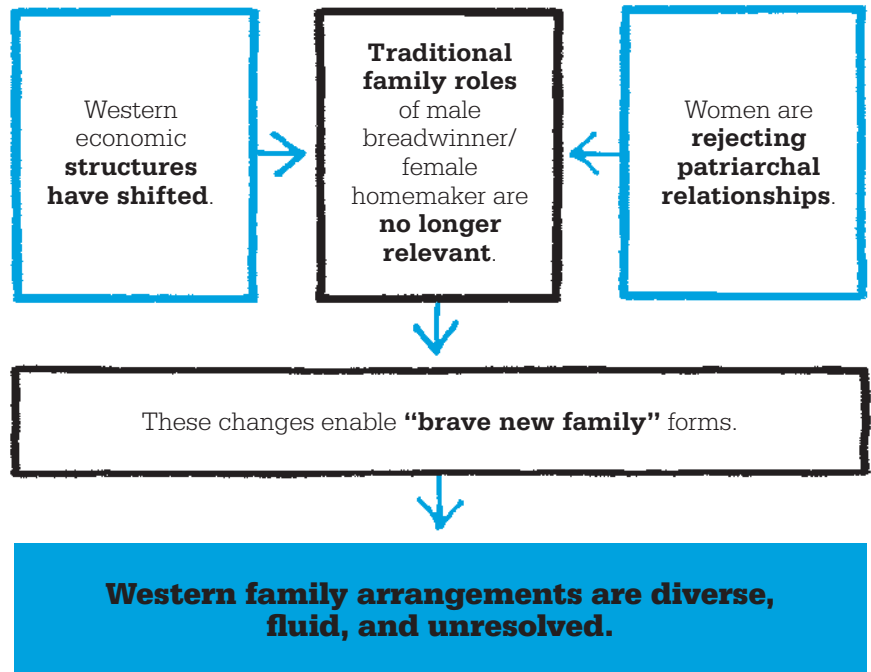 Western
economic
structures
have shifted.
Traditional
family roles
of male
breadwinner/
female
homemaker are
no longer
relevant.
Women are
rejecting
patriarchal
relationships.
These changes enable “brave new family” forms.
Western family arrangements are diverse,
fluid, and unresolved.